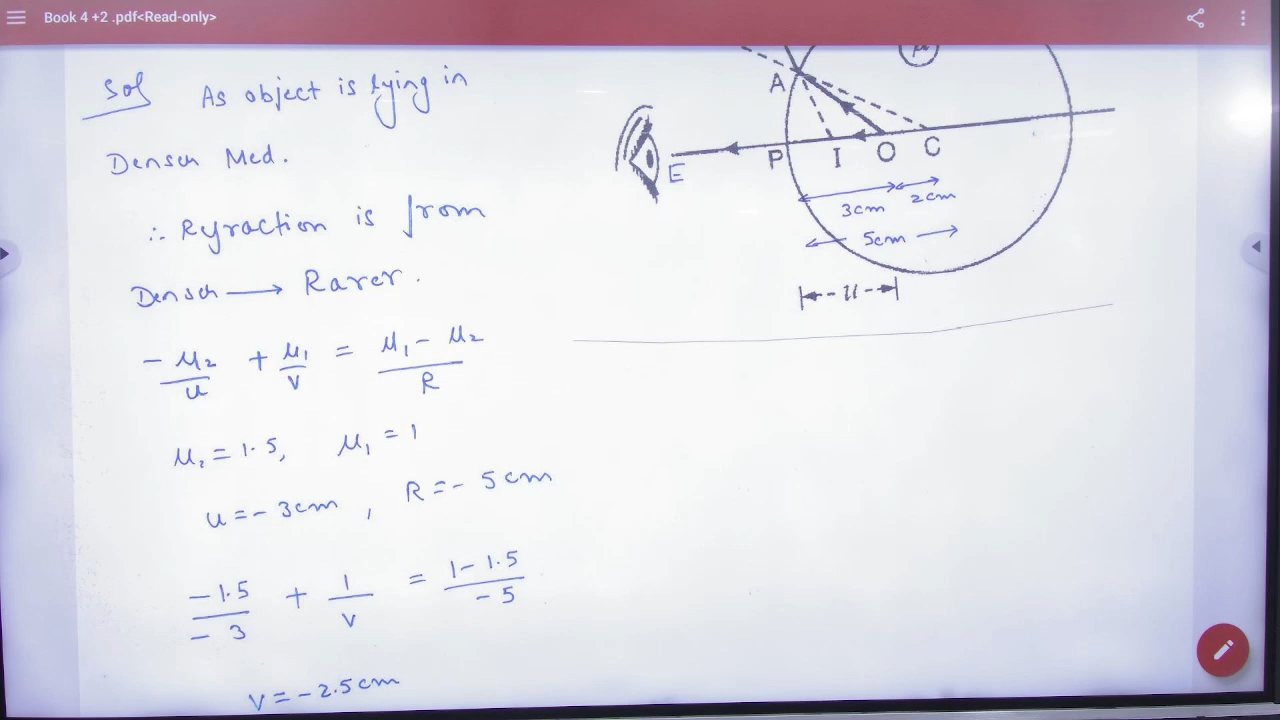 Book 4 +2 .pdf<Read-only>
Sol As object is lying in
Denser Med.
∴ Refraction is from
Denser → Rarer.
-μ₂/u + μ₁/v = μ₁ - μ₂/R
μ₂ = 1.5, μ₁ = 1
u = - 3cm, R = - 5cm
-1.5/-3 + 1/v = 1-1.5/-5
v = -2.5cm
μ
A
E P I O C
3cm 2cm
5cm
u